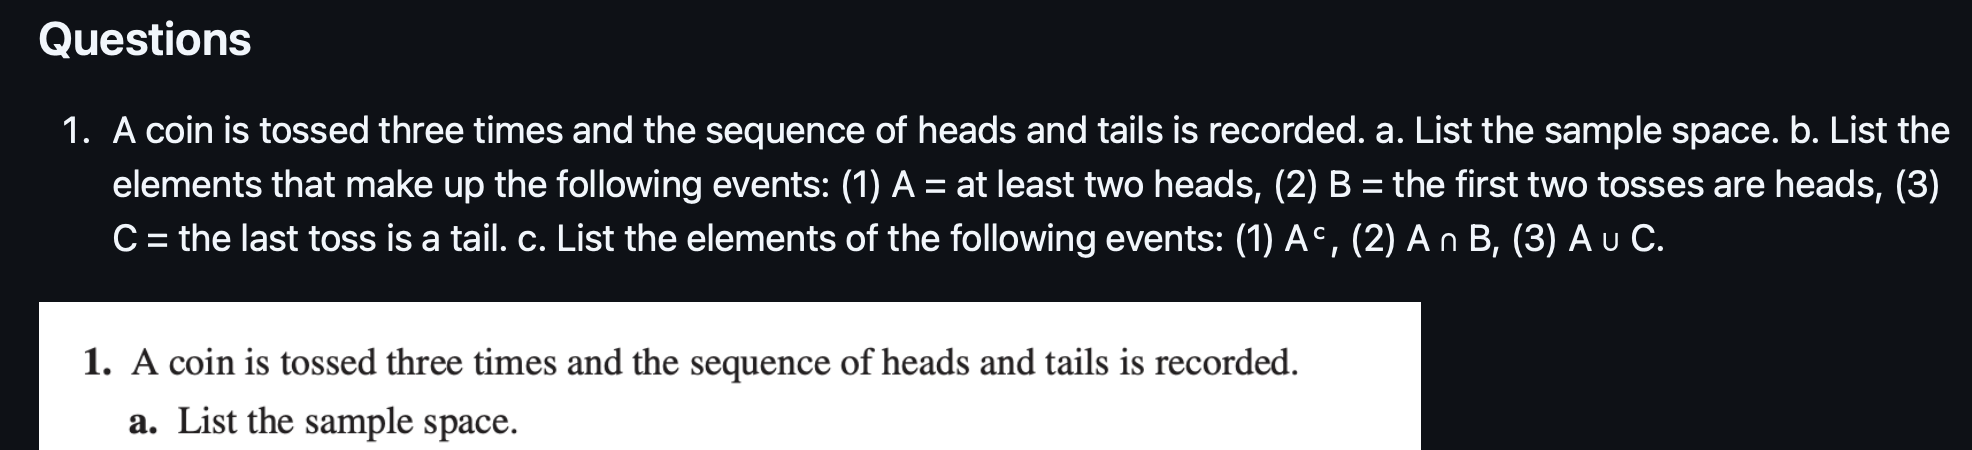 Questions
1. A coin is tossed three times and the sequence of heads and tails is recorded. a. List the sample space. b. List the
elements that make up the following events: (1) A = at least two heads, (2) B = the first two tosses are heads, (3)
C = the last toss is a tail. c. List the elements of the following events: (1) Aᶜ, (2) A ∩ B, (3) A ∪ C.
1. A coin is tossed three times and the sequence of heads and tails is recorded.
a. List the sample space.